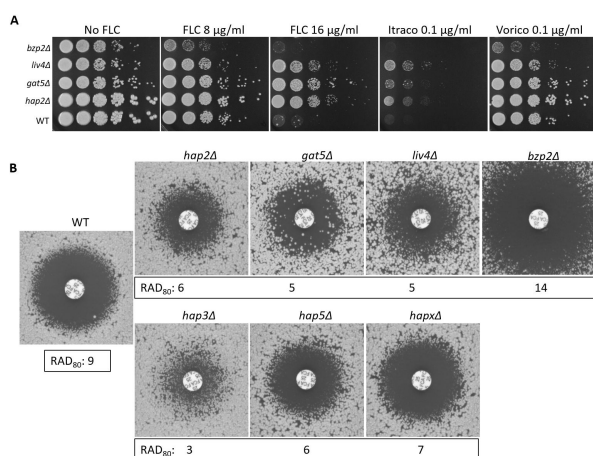 A
No FLC FLC 8 µg/ml FLC 16 µg/ml Itraco 0.1 µg/ml Vorico 0.1 µg/ml
bzp2Δ
liv4Δ
gat5Δ
hap2Δ
WT
B
hap2Δ gat5Δ liv4Δ bzp2Δ
WT
RAD80: 6 5 5 14
hap3Δ hap5Δ hapxΔ
RAD80: 9
RAD80: 3 6 7